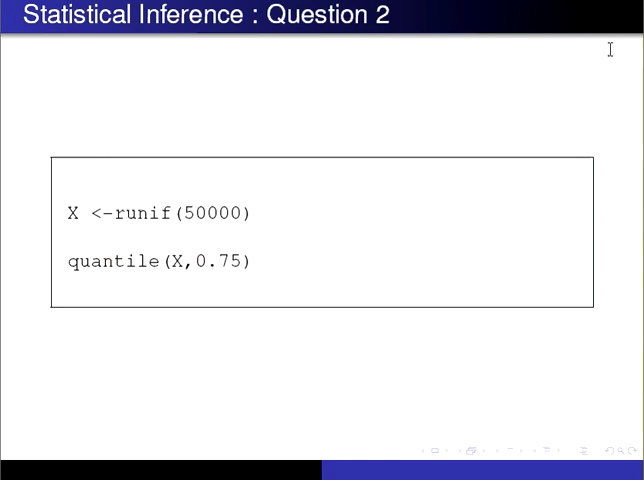 Statistical Inference : Question 2
X <-runif(50000)
quantile(X,0.75)